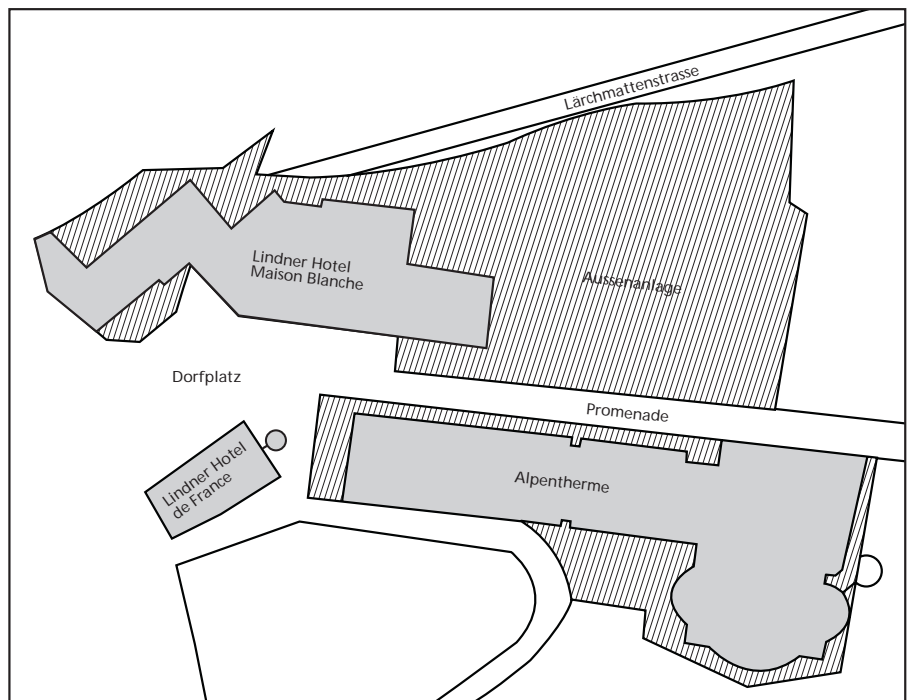 Lärchmattenstrasse
Lindner Hotel
Maison Blanche
Aussenanlage
Dorfplatz
Promenade
Lindner Hotel
de France
Alpentherme